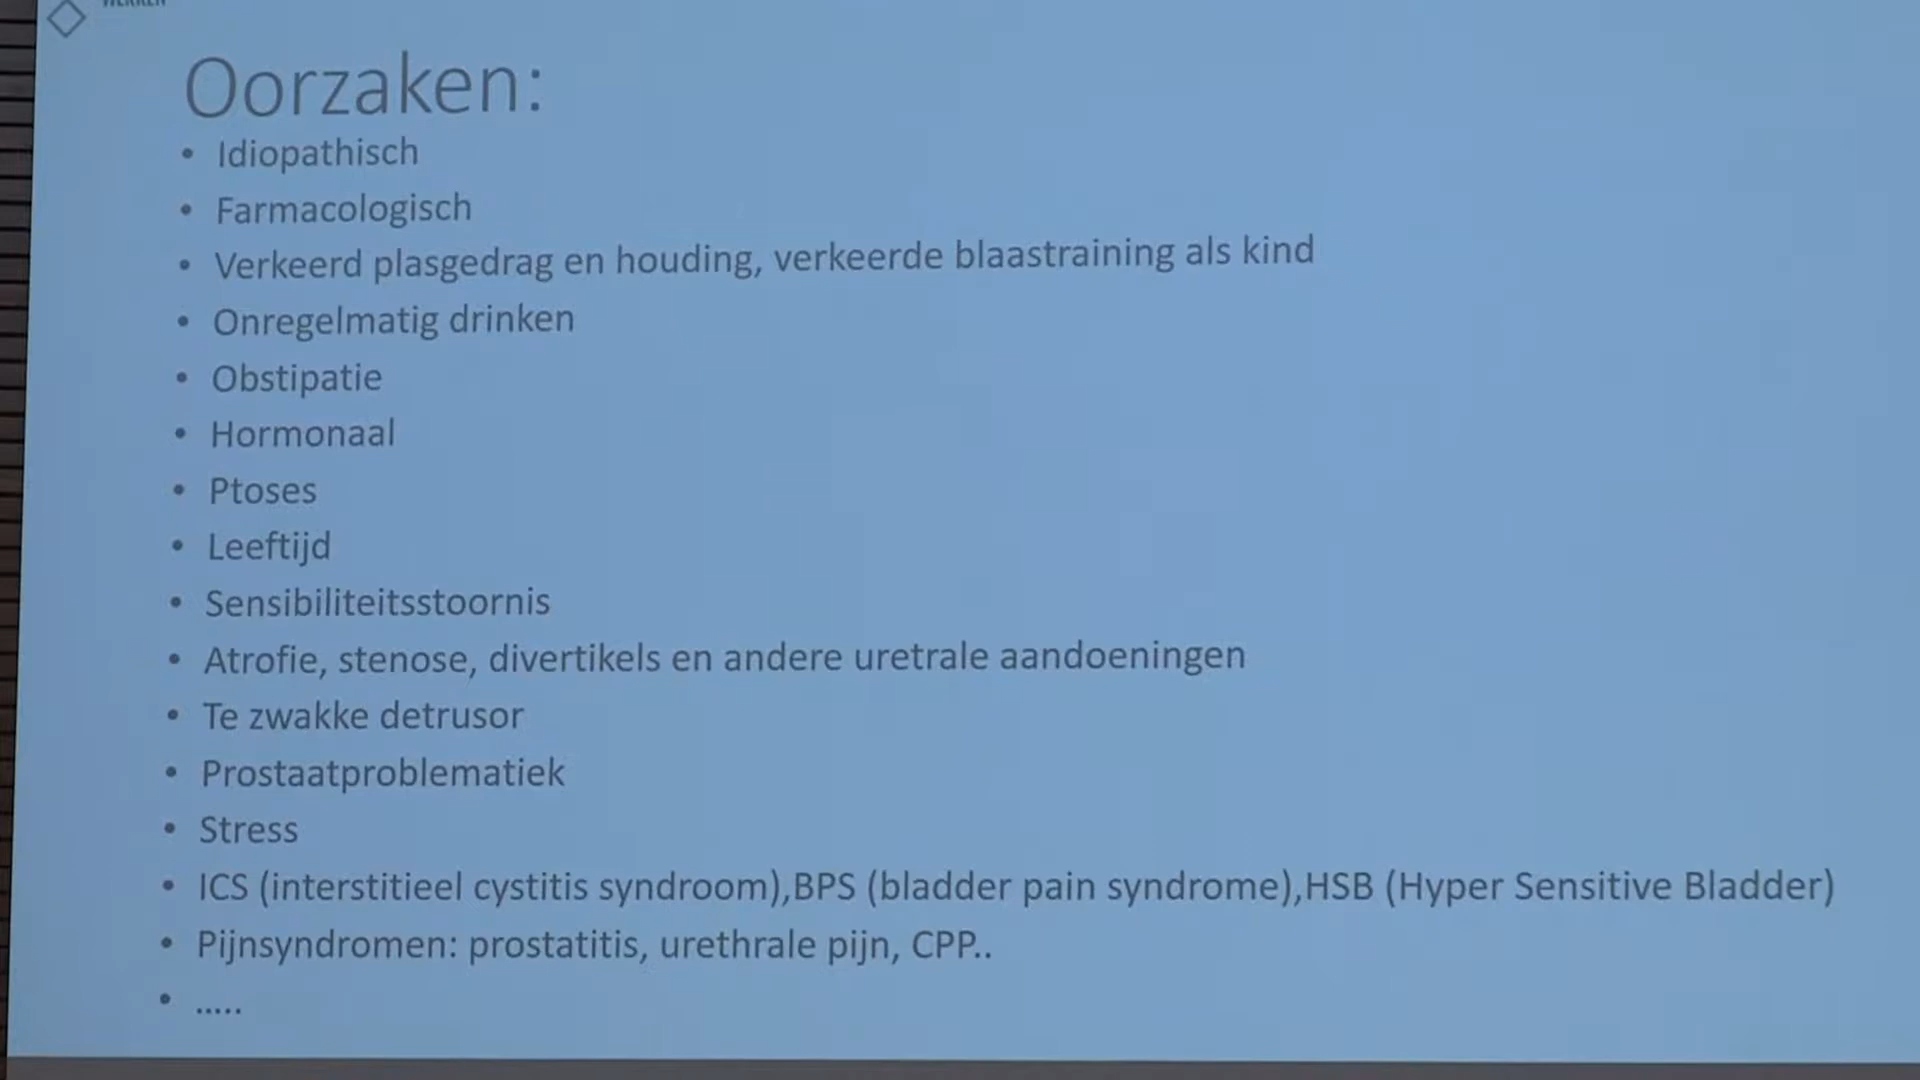 Oorzaken:
• Idiopathisch
• Farmacologisch
• Verkeerd plasgedrag en houding, verkeerde blaastraining als kind
• Onregelmatig drinken
• Obstipatie
• Hormonaal
• Ptoses
• Leeftijd
• Sensibiliteitsstoornis
• Atrofie, stenose, divertikels en andere uretrale aandoeningen
• Te zwakke detrusor
• Prostaatproblematiek
• Stress
• ICS (interstitieel cystitis syndroom),BPS (bladder pain syndrome),HSB (Hyper Sensitive Bladder)
• Pijnsyndromen: prostatitis, urethrale pijn, CPP..
• .....